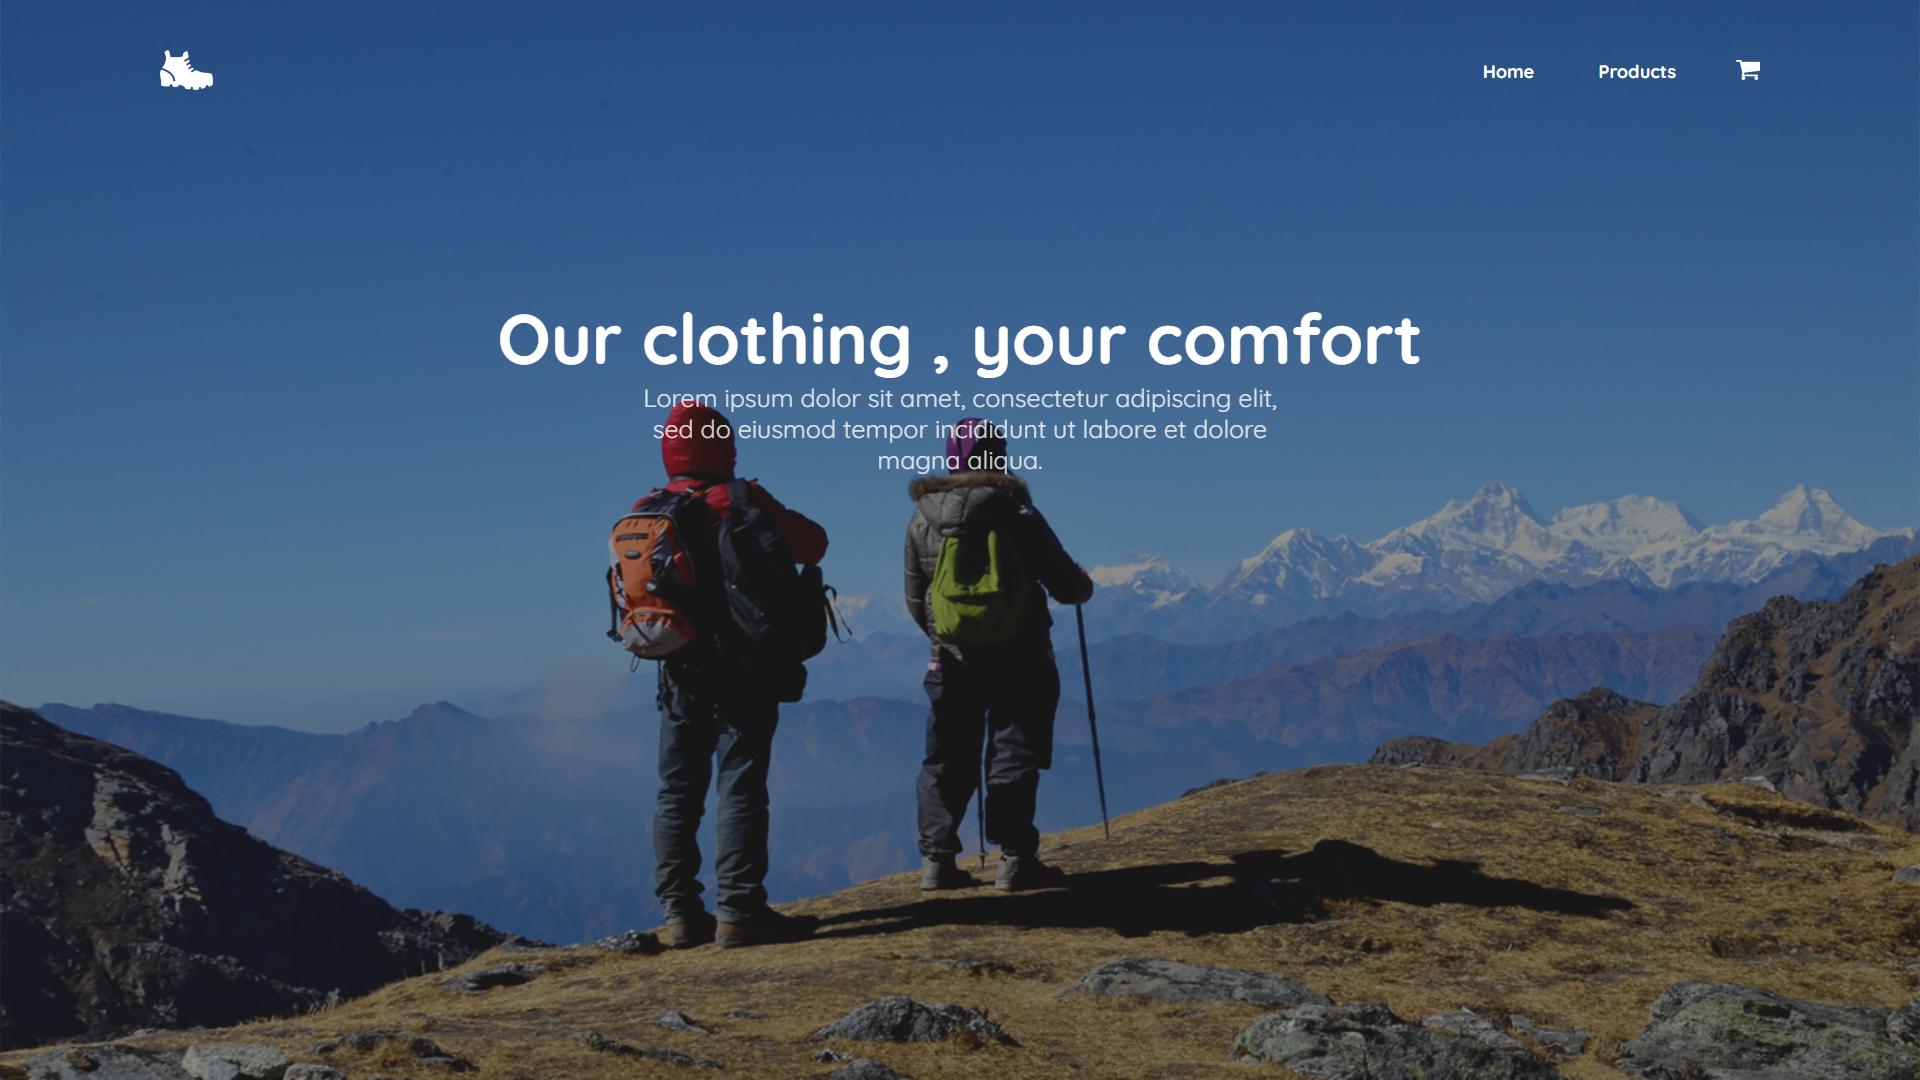 Home Products
Our clothing , your comfort
Lorem ipsum dolor sit amet, consectetur adipiscing elit,
sed do eiusmod tempor incididunt ut labore et dolore
magna aliqua.